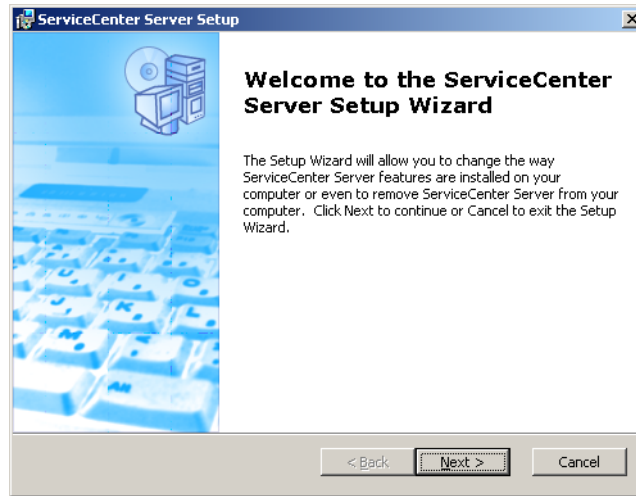 ServiceCenter Server Setup
Welcome to the ServiceCenter
Server Setup Wizard
The Setup Wizard will allow you to change the way
ServiceCenter Server features are installed on your
computer or even to remove ServiceCenter Server from your
computer. Click Next to continue or Cancel to exit the Setup
Wizard.
< Back
Next >
Cancel